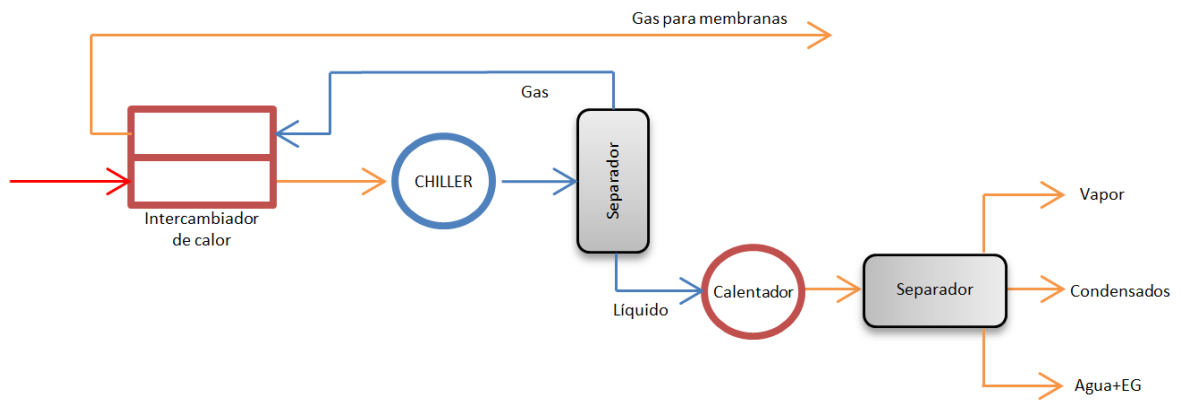 Gas para membranas
Gas
CHILLER
Separador
Intercambiador
de calor
Vapor
Calentador
Separador
Condensados
Líquido
Agua+EG